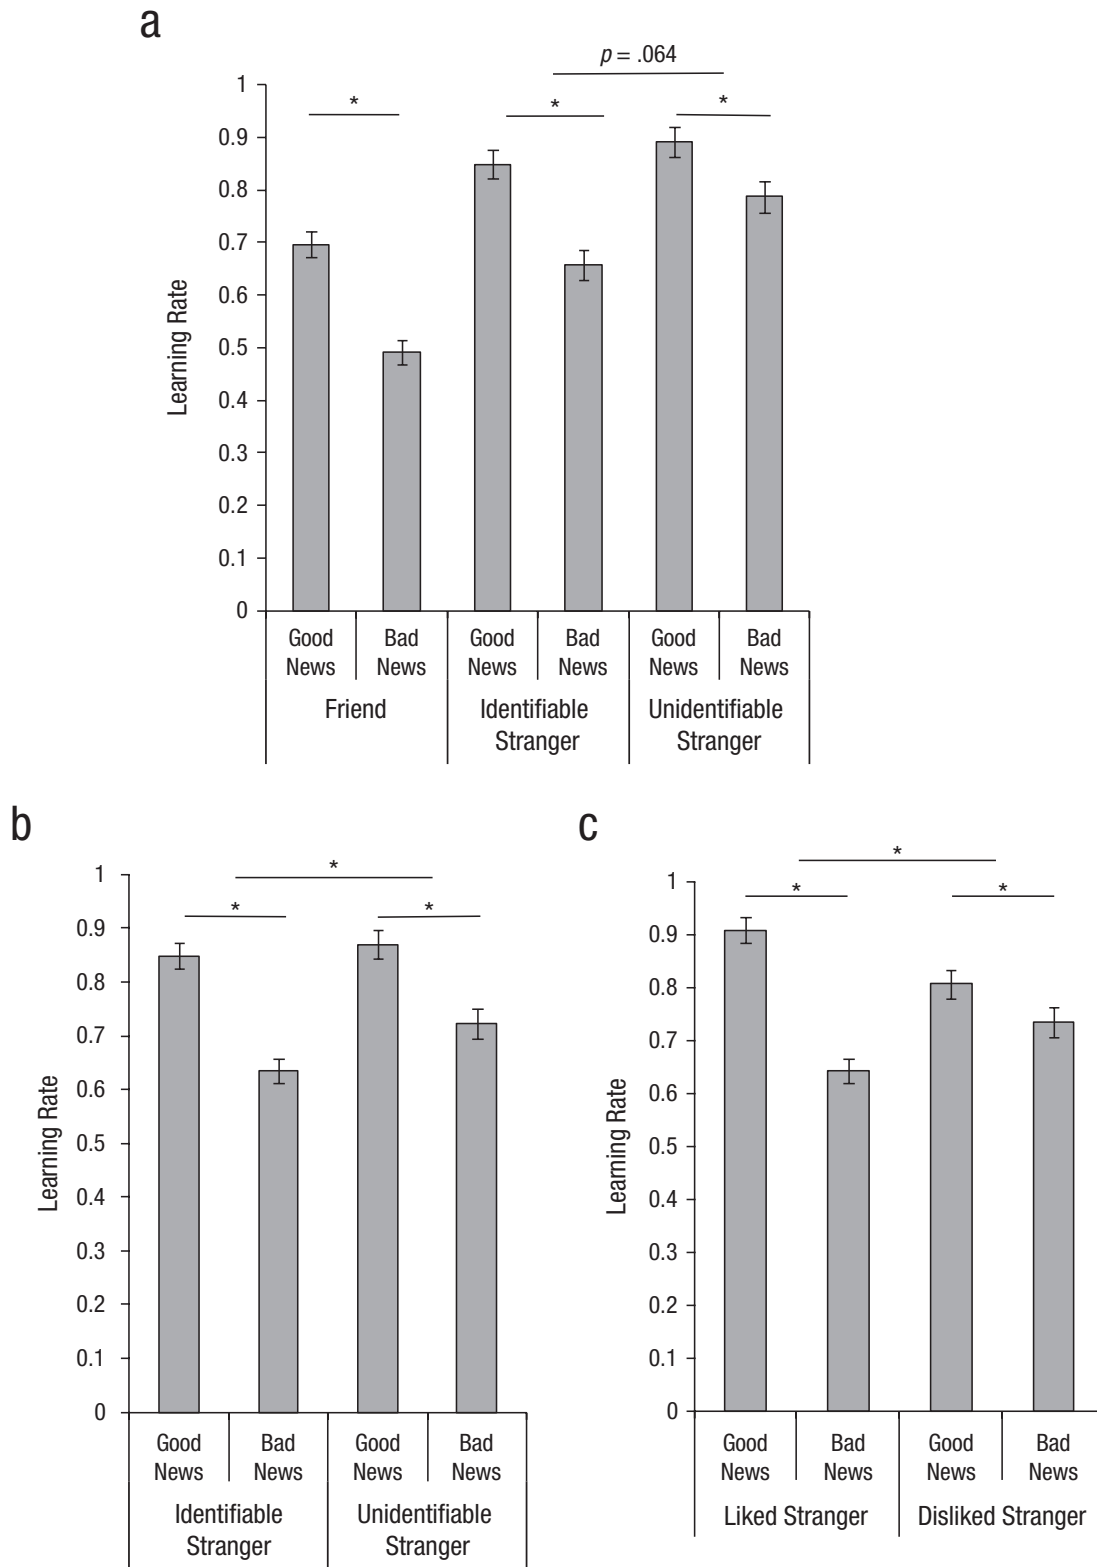 a
p = .064
* * *
1
0.9
0.8
0.7
0.6
0.5
0.4
0.3
0.2
0.1
0
Learning Rate
Good Bad Good Bad Good Bad
News News News News News News
Friend Identifiable Unidentifiable
Stranger Stranger
b
*
* *
1
0.9
0.8
0.7
0.6
0.5
0.4
0.3
0.2
0.1
0
Learning Rate
Good Bad Good Bad
News News News News
Identifiable Unidentifiable
Stranger Stranger
c
*
* *
1
0.9
0.8
0.7
0.6
0.5
0.4
0.3
0.2
0.1
0
Learning Rate
Good Bad Good Bad
News News News News
Liked Stranger Disliked Stranger